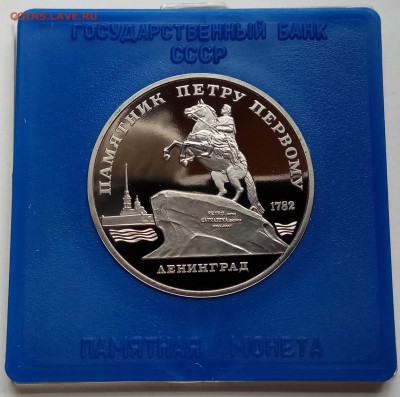 COINS.LAVE.RU
ГОСУДАРСТВЕННЫЙ БАНК
СССР
ПАМЯТНИК ПЕТРУ ПЕРВОМУ
1782
ЛЕНИНГРАД
ПАМЯТНАЯ МОНЕТА